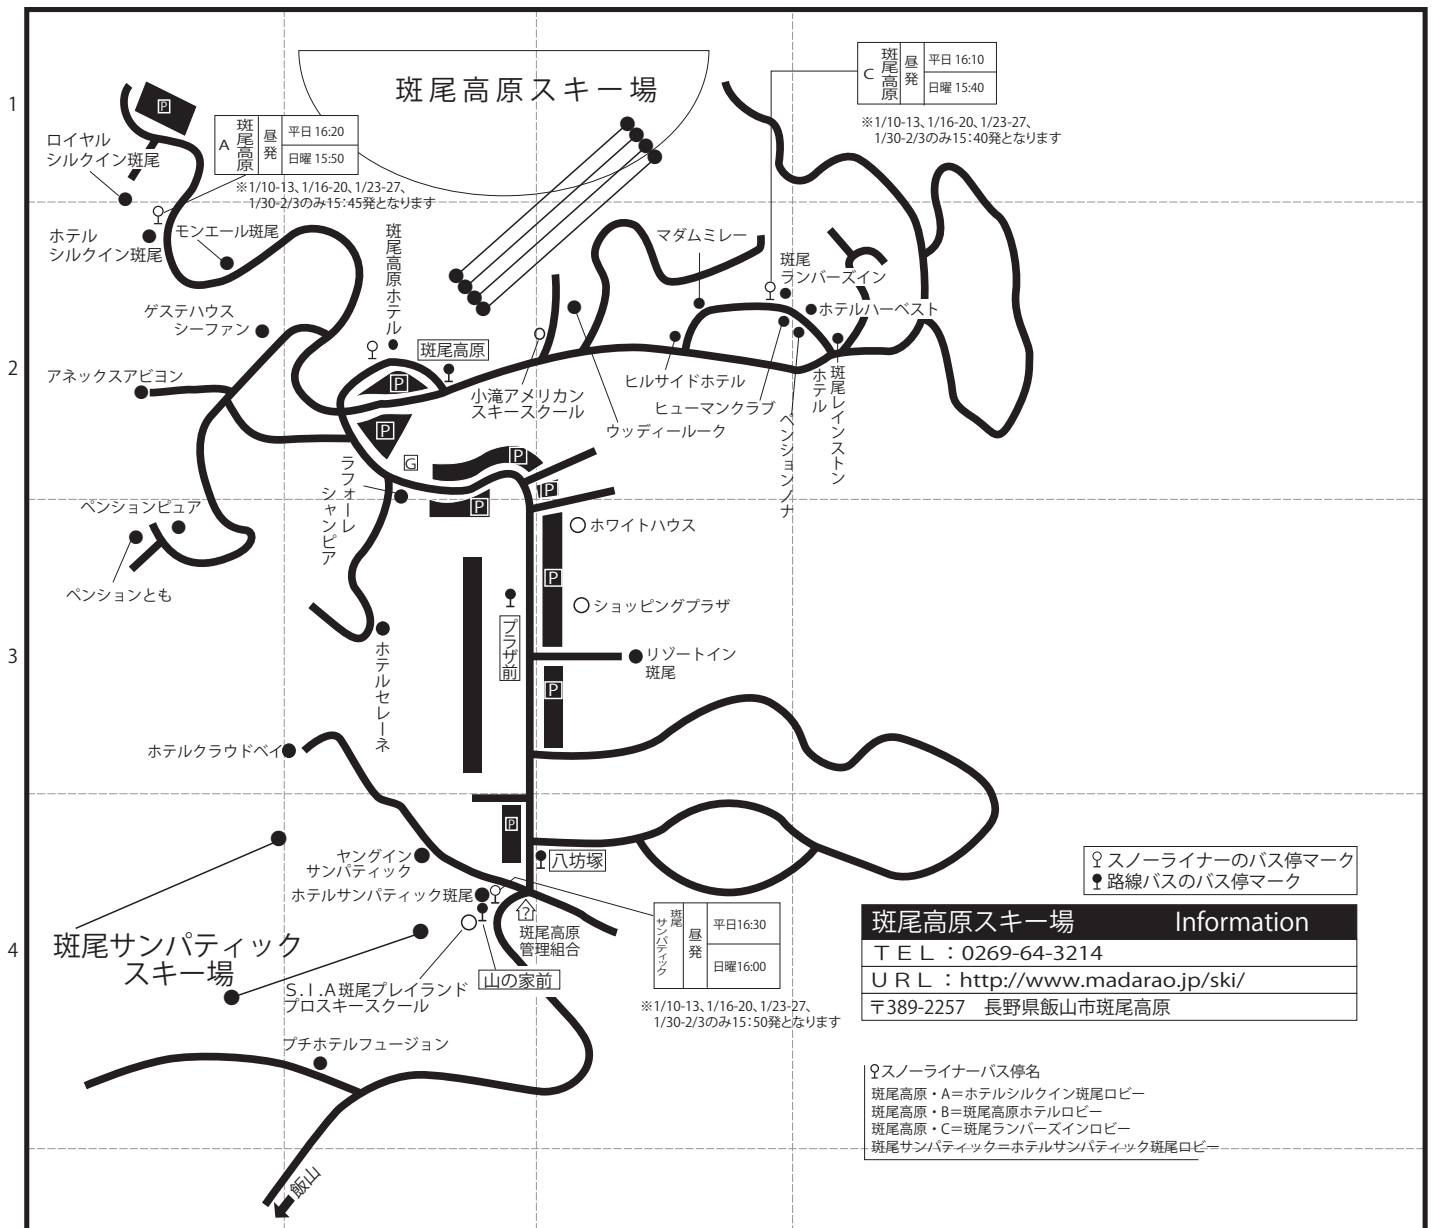 1
2
3
4
斑尾高原スキー場
P
ロイヤル
シルクイン斑尾
A
斑尾高原
昼発
平日 16:20
日曜 15:50
※1/10-13、1/16-20、1/23-27、
1/30-2/3のみ15:45発となります
C
斑尾高原
昼発
平日 16:10
日曜 15:40
※1/10-13、1/16-20、1/23-27、
1/30-2/3のみ15:40発となります
ホテル
シルクイン斑尾
モンエール斑尾
斑尾高原ホテル
マダムミレー
斑尾
ランバーズイン
ホテルハーベスト
ゲステハウス
シーファン
斑尾高原
アネックスアビヨン
P
小滝アメリカン
スキースクール
ヒルサイドホテル
ヒューマンクラブ
ウッディールーク
ペンションノナ
斑尾レインストン
ホテル
P
G
P
P
P
ラフォーレ
シャンピア
ペンションピュア
ペンションとも
ホワイトハウス
P
ショッピングプラザ
プラザ前
リゾートイン
斑尾
P
ホテルセレーネ
ホテルクラウドベイ
P
ヤングイン
サンパティック
八坊塚
ホテルサンパティック斑尾
?
斑尾高原
管理組合
山の家前
斑尾サンパティック
スキー場
S.I.A斑尾プレイランド
プロスキースクール
斑尾
サンパティック
昼発
平日16:30
日曜16:00
※1/10-13、1/16-20、1/23-27、
1/30-2/3のみ15:50発となります
プチホテルフュージョン
飯山
スノーライナーのバス停マーク
路線バスのバス停マーク
斑尾高原スキー場 Information
TEL:0269-64-3214
URL:http://www.madarao.jp/ski/
〒389-2257 長野県飯山市斑尾高原
スノーライナーバス停名
斑尾高原・A=ホテルシルクイン斑尾ロビー
斑尾高原・B=斑尾高原ホテルロビー
斑尾高原・C=斑尾ランバーズインロビー
斑尾サンパティック=ホテルサンパティック斑尾ロビー